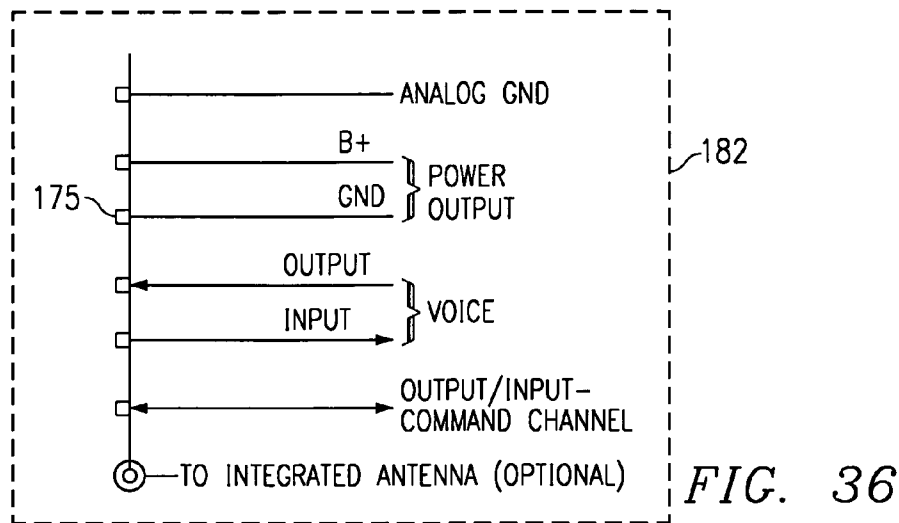 ANALOG GND
B+
182
POWER
175
GND
OUTPUT
OUTPUT
VOICE
INPUT
OUTPUT/INPUT-
COMMAND CHANNEL
TO INTEGRATED ANTENNA (OPTIONAL)
FIG. 36